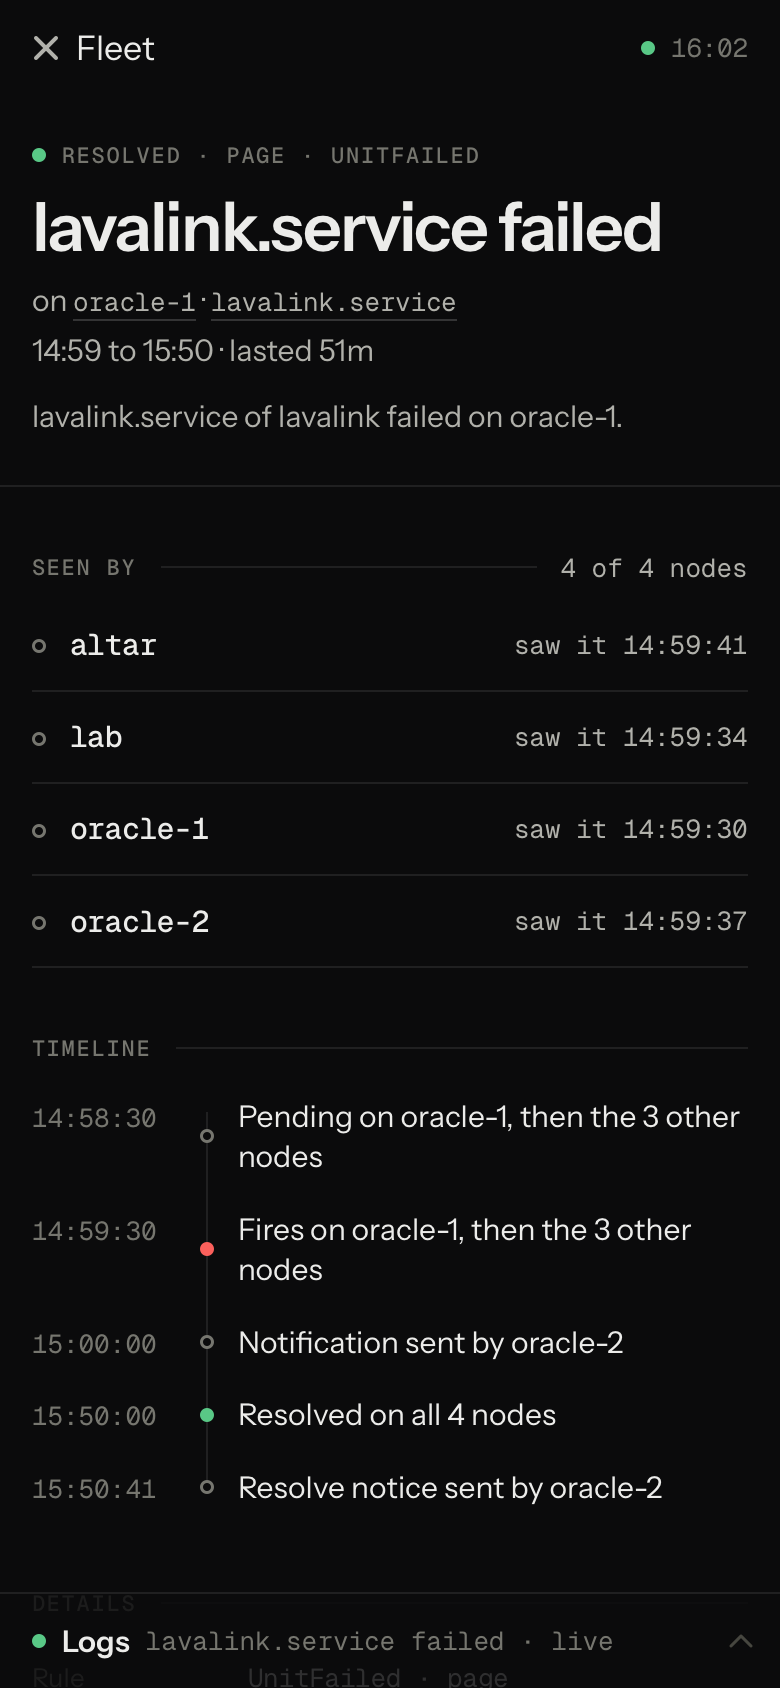 Fleet
16:02
RESOLVED · PAGE · UNITFAILED
lavalink.service failed
on oracle-1 · lavalink.service
14:59 to 15:50 · lasted 51m
lavalink.service of lavalink failed on oracle-1.
SEEN BY
4 of 4 nodes
altar
saw it 14:59:41
lab
saw it 14:59:34
oracle-1
saw it 14:59:30
oracle-2
saw it 14:59:37
TIMELINE
14:58:30
Pending on oracle-1, then the 3 other
nodes
14:59:30
Fires on oracle-1, then the 3 other
nodes
15:00:00
Notification sent by oracle-2
15:50:00
Resolved on all 4 nodes
15:50:41
Resolve notice sent by oracle-2
DETAILS
Logs lavalink.service failed · live
Rule
UnitFailed · page